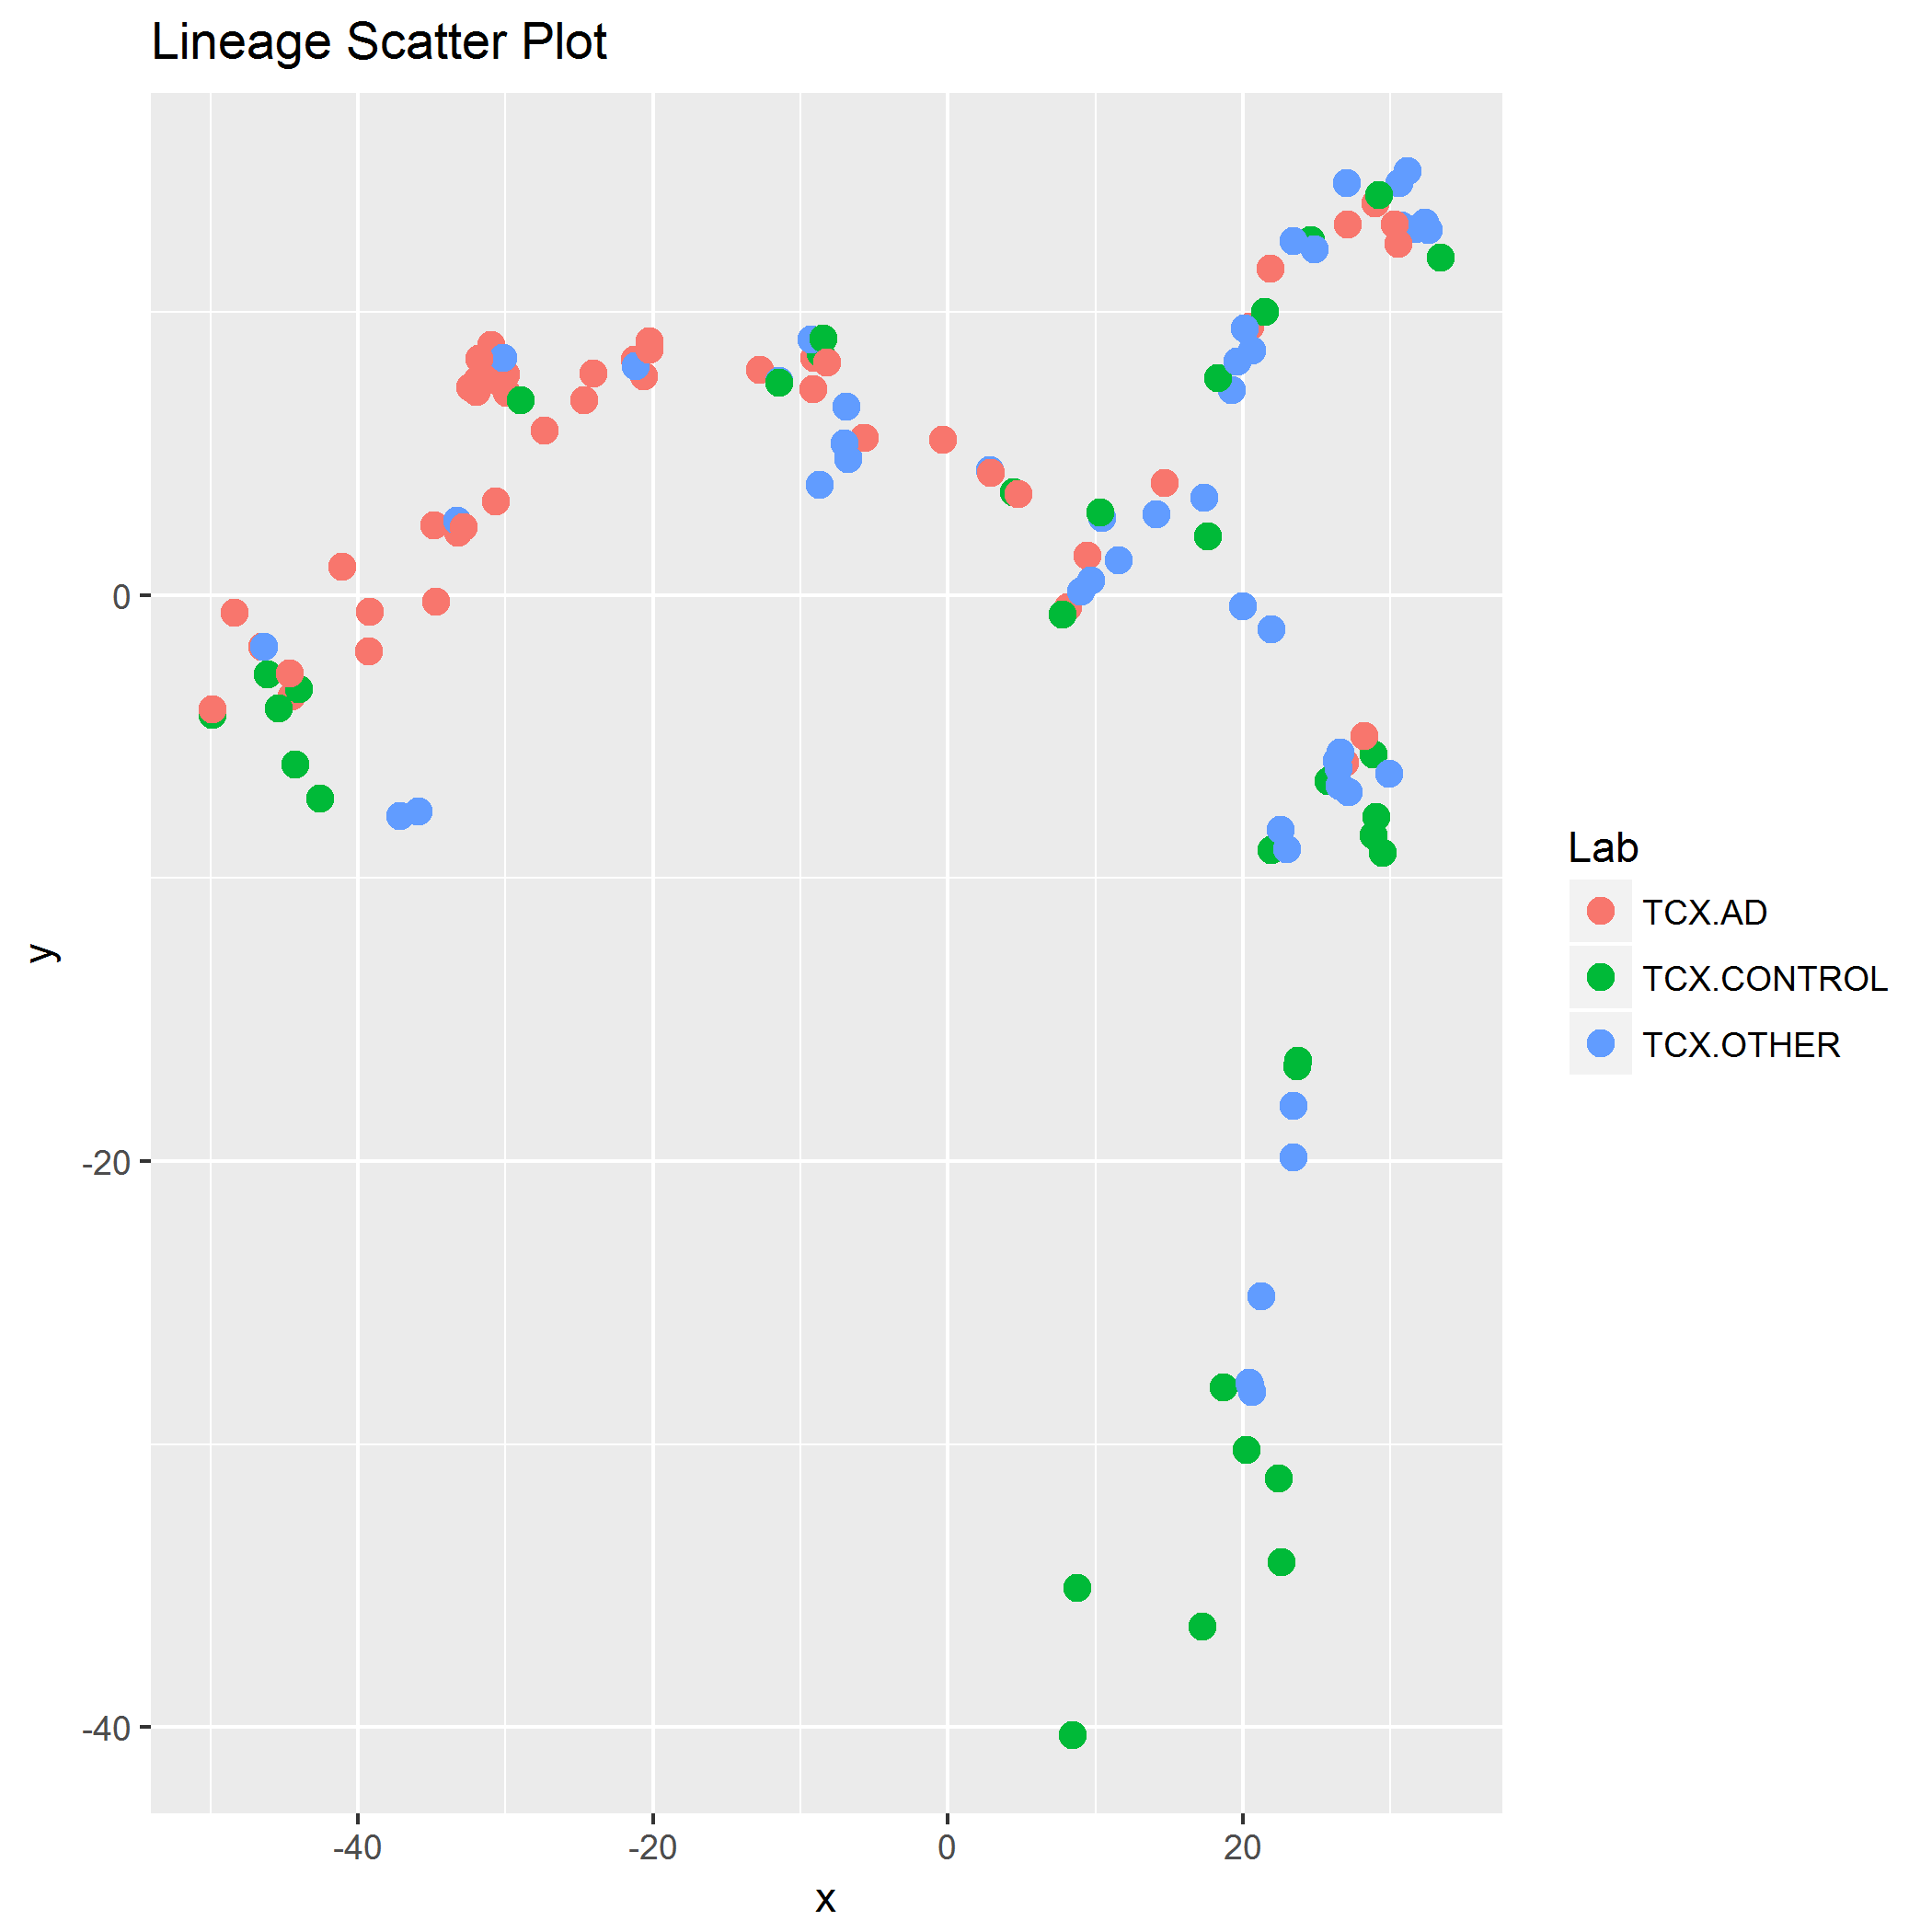 Lineage Scatter Plot
0
-20
-40
y
-40
-20
0
20
x
Lab
TCX.AD
TCX.CONTROL
TCX.OTHER